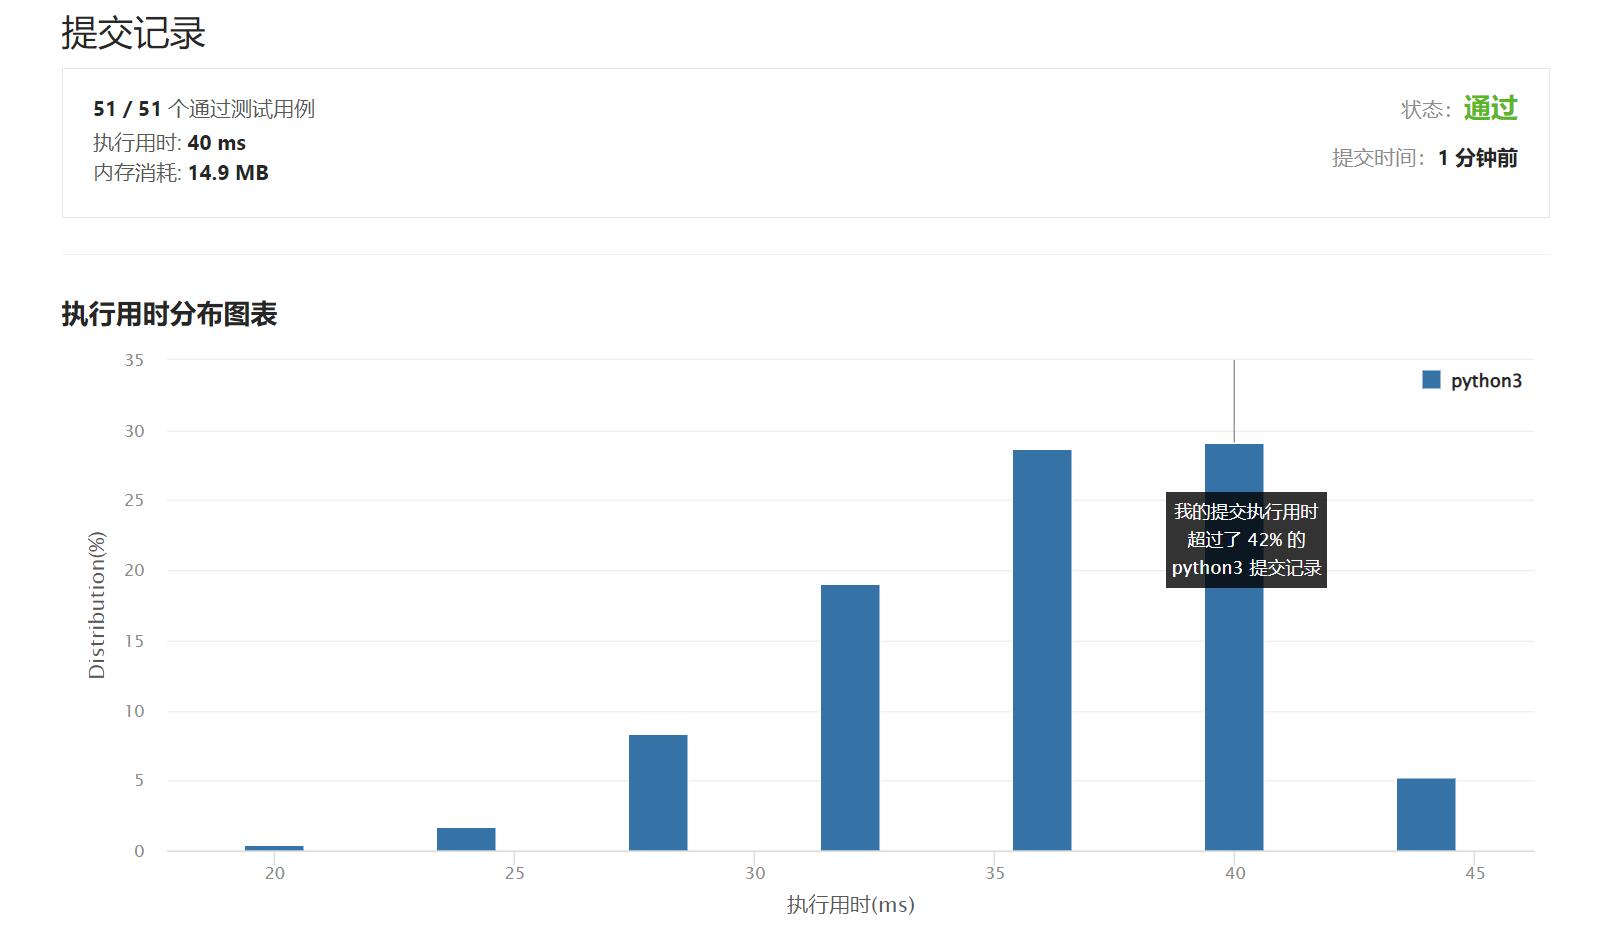 提交记录
51 / 51 个通过测试用例
状态：通过
执行用时: 40 ms
提交时间：1 分钟前
内存消耗: 14.9 MB
执行用时分布图表
35
30
25
20
15
10
5
0
Distribution(%)
python3
我的提交执行用时
超过了 42% 的
python3 提交记录
20
25
30
35
40
45
执行用时(ms)